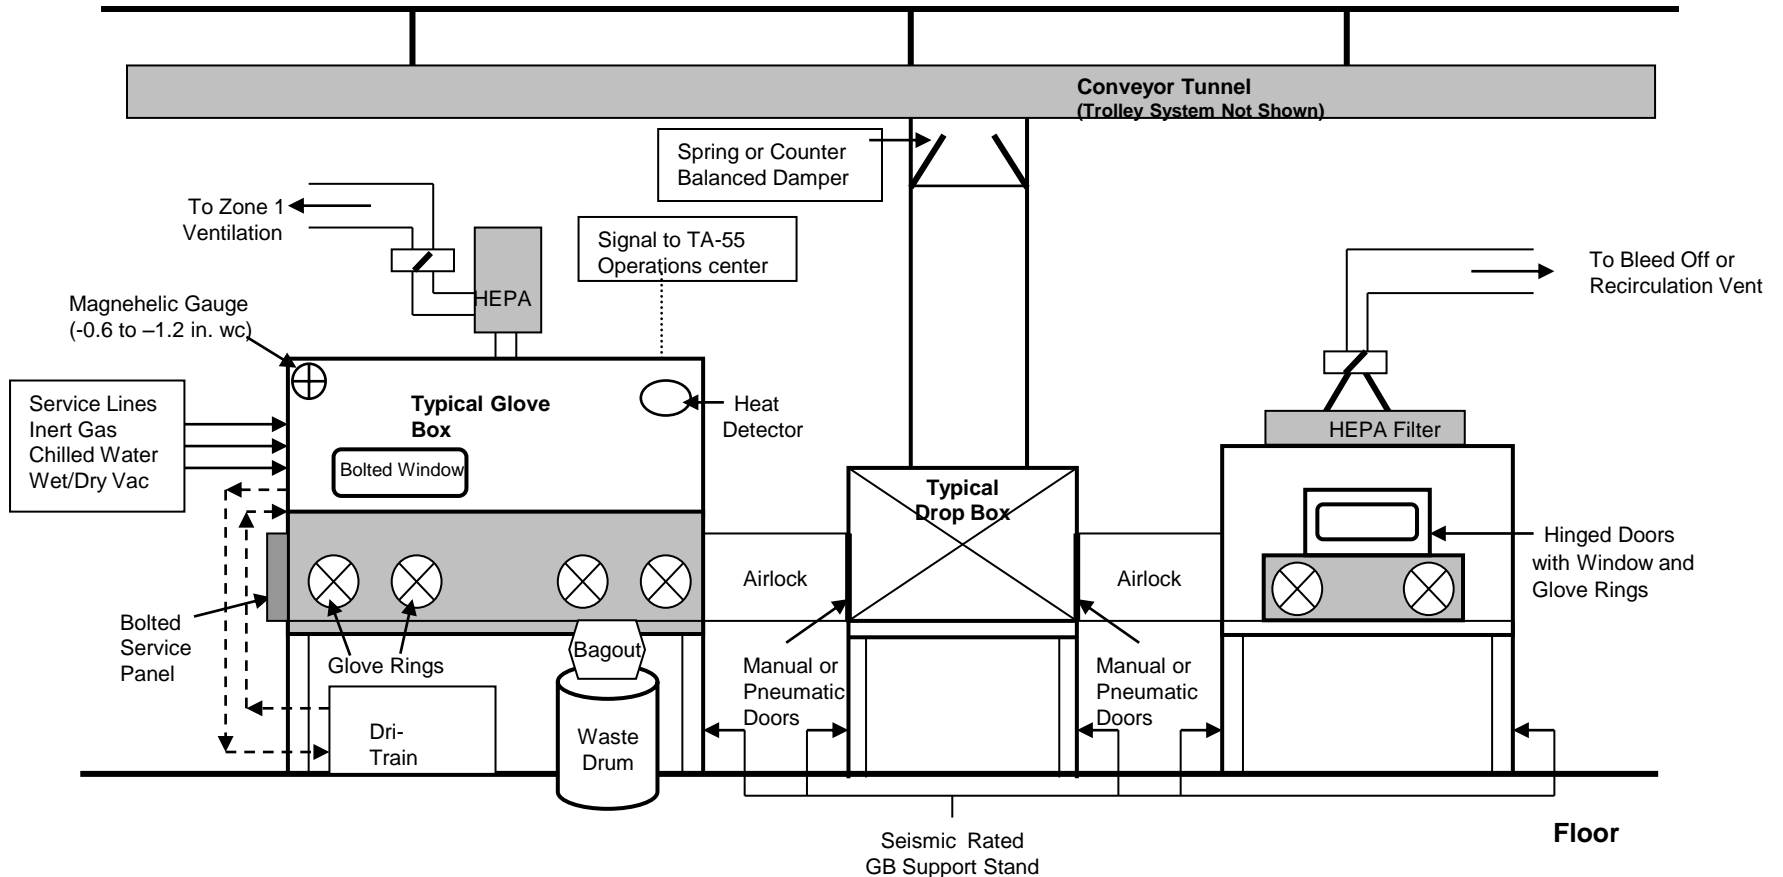 Conveyor Tunnel
(Trolley System Not Shown)
Spring or Counter
Balanced Damper
To Zone 1
Ventilation
Signal to TA-55
Operations center
To Bleed Off or
Recirculation Vent
HEPA
Magnehelic Gauge
(-0.6 to –1.2 in. wc)
Service Lines
Inert Gas
Chilled Water
Wet/Dry Vac
Typical Glove
Box
Heat
Detector
Bolted Window
HEPA Filter
Typical
Drop Box
Hinged Doors
with Window and
Glove Rings
Airlock
Airlock
Bolted
Service
Panel
Glove Rings
Bagout
Manual or
Pneumatic
Doors
Manual or
Pneumatic
Doors
Dri-
Train
Waste
Drum
Floor
Seismic Rated
GB Support Stand